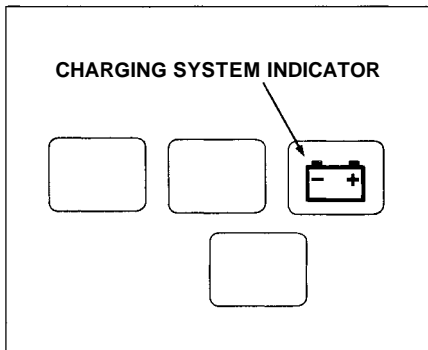 CHARGING SYSTEM INDICATOR
- +